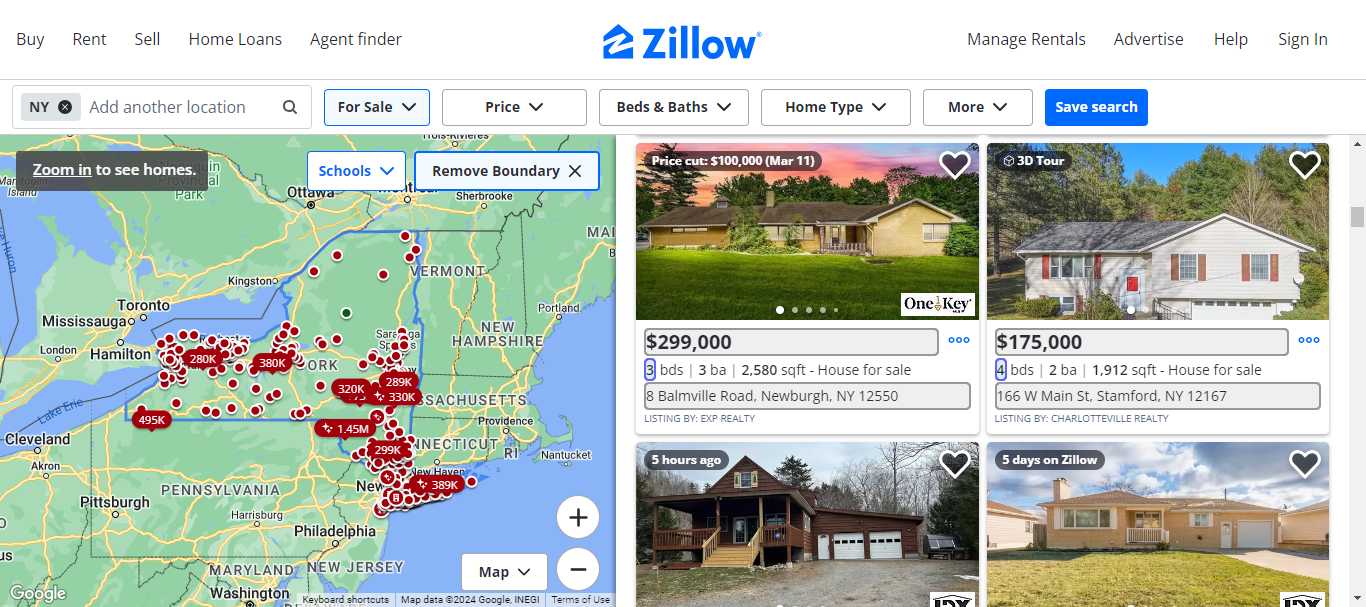 Buy
Rent
Sell
Home Loans
Agent finder
Zillow
Manage Rentals
Advertise
Help
Sign In
NY
Add another location
For Sale
Price
Beds & Baths
Home Type
More
Save search
Zoom in to see homes.
Schools
Remove Boundary
Trois-Rivières
Park
Ottawa
Sherbrooke
VERMONT
Kingston
Toronto
Mississauga
London
Hamilton
Portland
NEW
HAMPSHIRE
280K
380K
289K
320K
330K
495K
1.45M
299K
389K
Lake Erie
Cleveland
Akron
Providence
RI
Nantucket
New Haven
PENNSYLVANIA
Pittsburgh
Harrisburg
Philadelphia
MARYLAND
NEW JERSEY
Washington
Map
Google
Keyboard shortcuts
Map data ©2024 Google, INEGI
Terms of Use
Price cut: $100,000 (Mar 11)
OneKey
$299,000
3 bds | 3 ba | 2,580 sqft - House for sale
8 Balmville Road, Newburgh, NY 12550
LISTING BY: EXP REALTY
3D Tour
$175,000
4 bds | 2 ba | 1,912 sqft - House for sale
166 W Main St, Stamford, NY 12167
LISTING BY: CHARLOTTEVILLE REALTY
5 hours ago
5 days on Zillow